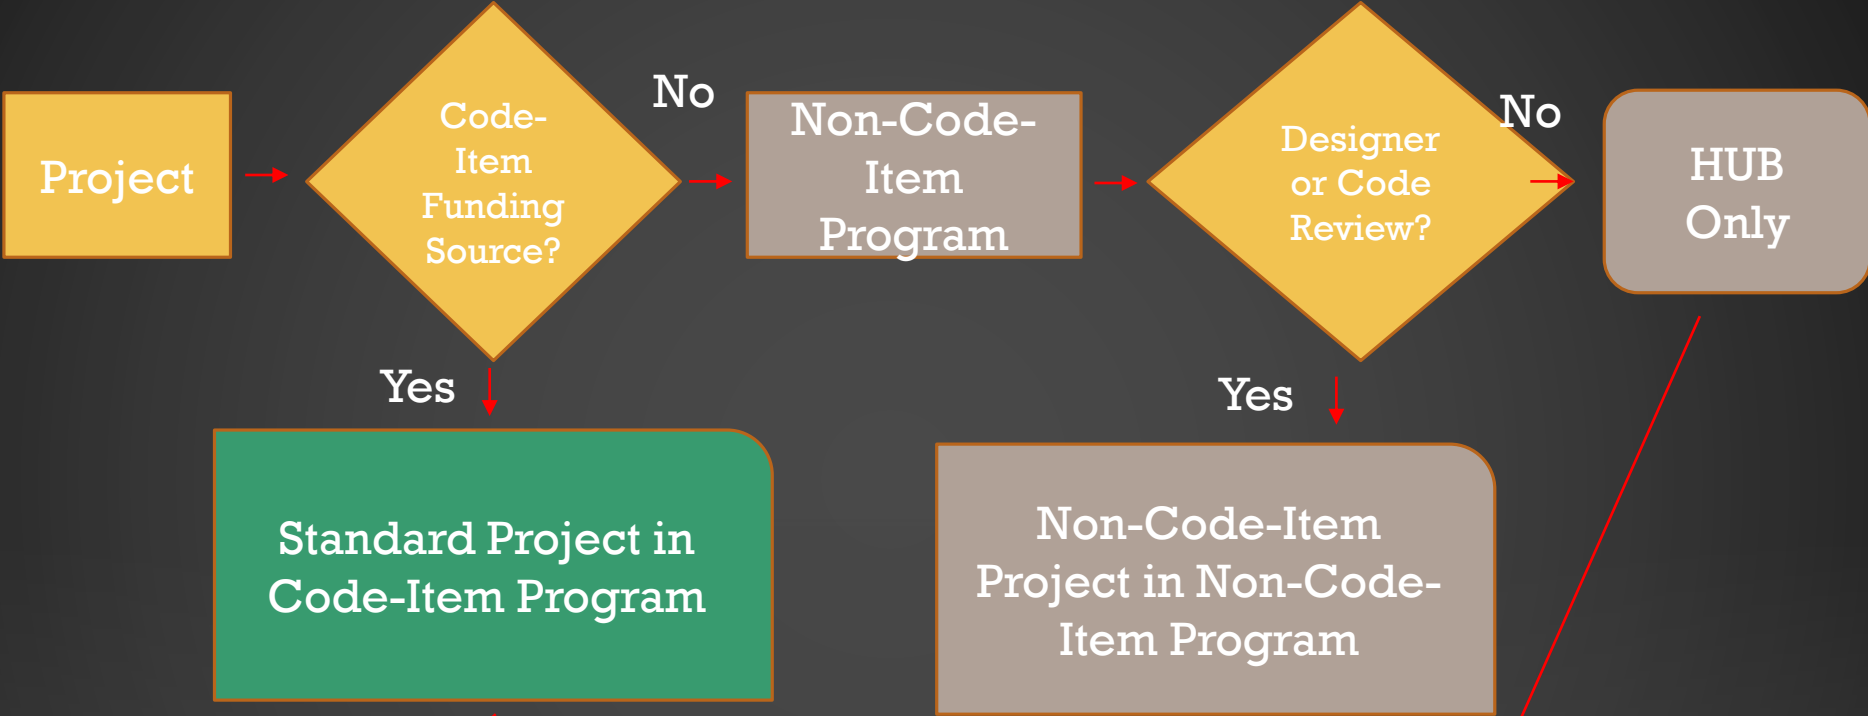 Project
Code-
Item
Funding
Source?
No
Non-Code-
Item
Program
Designer
or Code
Review?
No
HUB
Only
Yes
Standard Project in
Code-Item Program
Yes
Non-Code-Item
Project in Non-Code-
Item Program